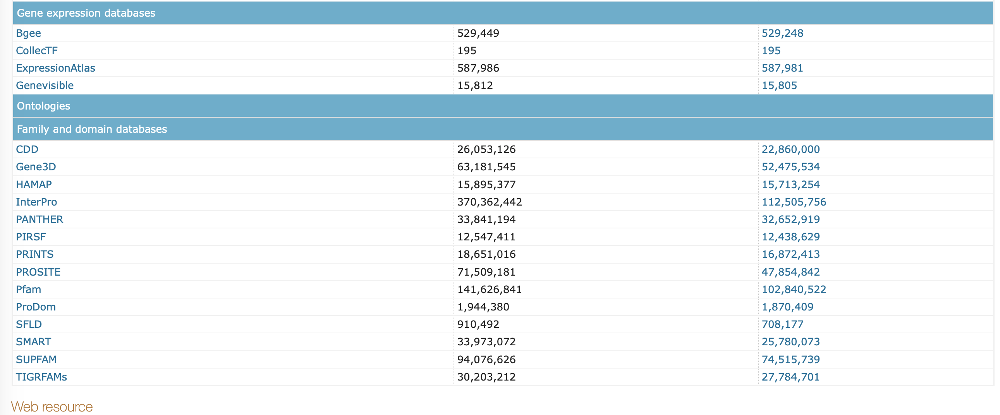 Gene expression databases
Bgee 529,449 529,248
CollecTF 195 195
ExpressionAtlas 587,986 587,981
Genevisible 15,812 15,805
Ontologies
Family and domain databases
CDD 26,053,126 22,860,000
Gene3D 63,181,545 52,475,534
HAMAP 15,895,377 15,713,254
InterPro 370,362,442 112,505,756
PANTHER 33,841,194 32,652,919
PIRSF 12,547,411 12,438,629
PRINTS 18,651,016 16,872,413
PROSITE 71,509,181 47,854,842
Pfam 141,626,841 102,840,522
ProDom 1,944,380 1,870,409
SFLD 910,492 708,177
SMART 33,973,072 25,780,073
SUPFAM 94,076,626 74,515,739
TIGRFAMs 30,203,212 27,784,701
Web resource